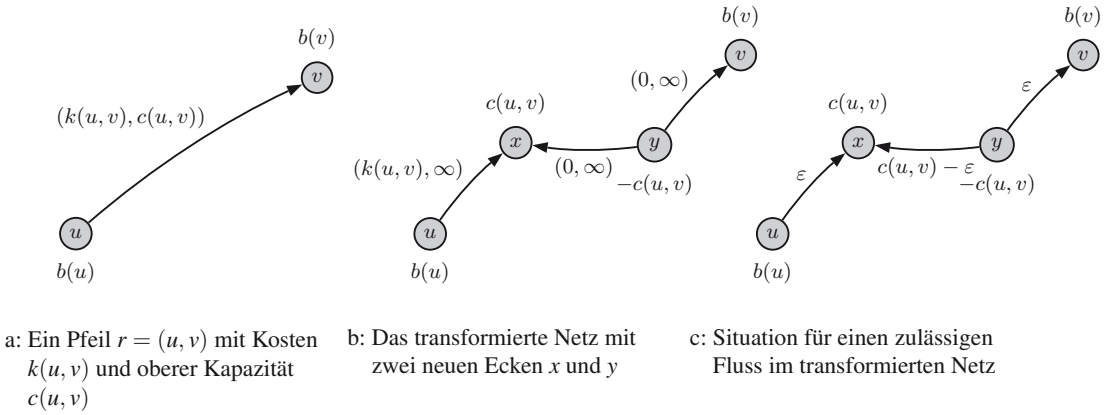 b(v)
v
(k(u, v), c(u, v))
u
b(u)
b(v)
v
(0, ∞)
c(u, v)
x
y
(k(u, v), ∞)
(0, ∞)
−c(u, v)
u
b(u)
b(v)
v
ε
c(u, v)
x
y
ε
c(u, v) − ε
−c(u, v)
u
b(u)
a: Ein Pfeil r = (u, v) mit Kosten
k(u, v) und oberer Kapazität
c(u, v)
b: Das transformierte Netz mit
zwei neuen Ecken x und y
c: Situation für einen zulässigen
Fluss im transformierten Netz